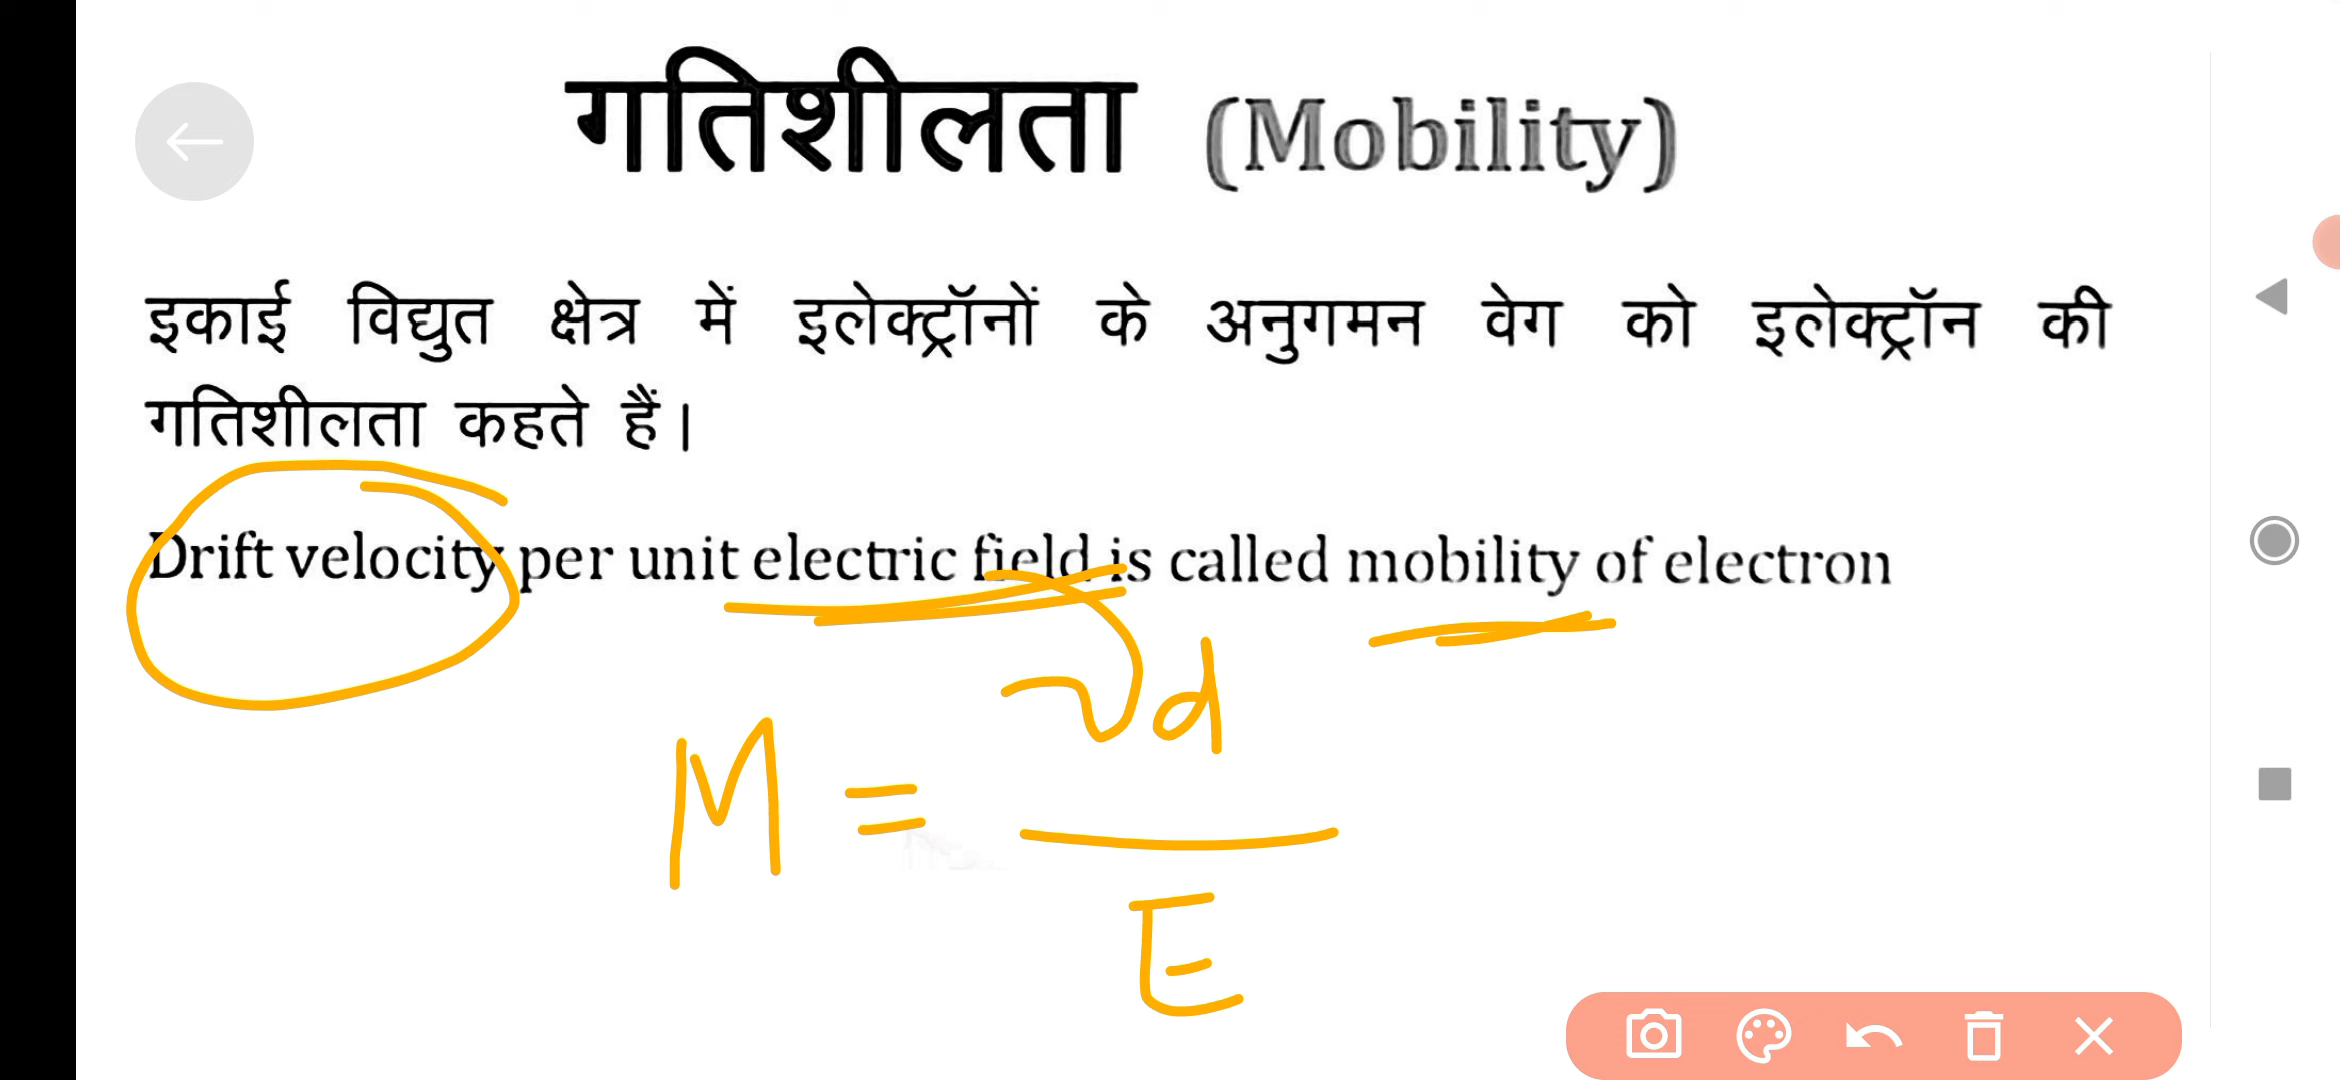 गतिशीलता (Mobility)
इकाई विद्युत क्षेत्र में इलेक्ट्रॉनों के अनुगमन वेग को इलेक्ट्रॉन की
गतिशीलता कहते हैं।
Drift velocity per unit electric field is called mobility of electron
M = vd
E